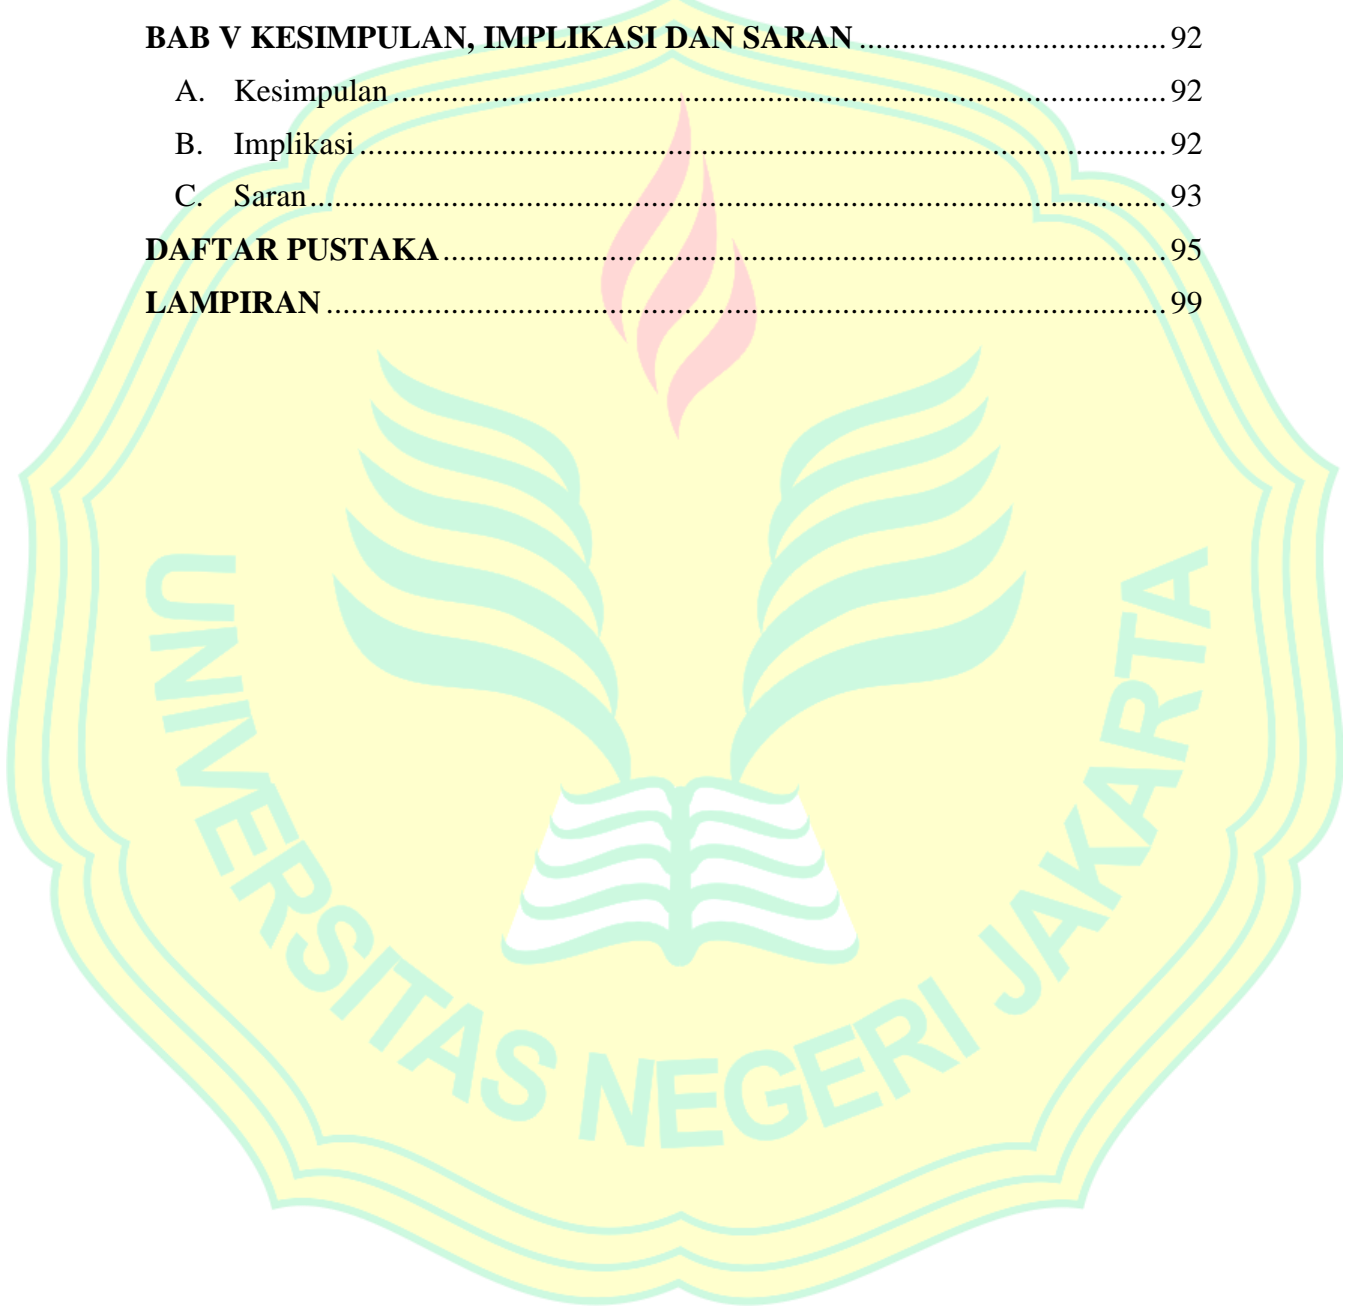 BAB V KESIMPULAN, IMPLIKASI DAN SARAN ........................................ 92
A. Kesimpulan ........................................ 92
B. Implikasi ........................................ 92
C. Saran ........................................ 93
DAFTAR PUSTAKA ........................................ 95
LAMPIRAN ........................................ 99
UNIVERSITAS NEGERI JAKARTA